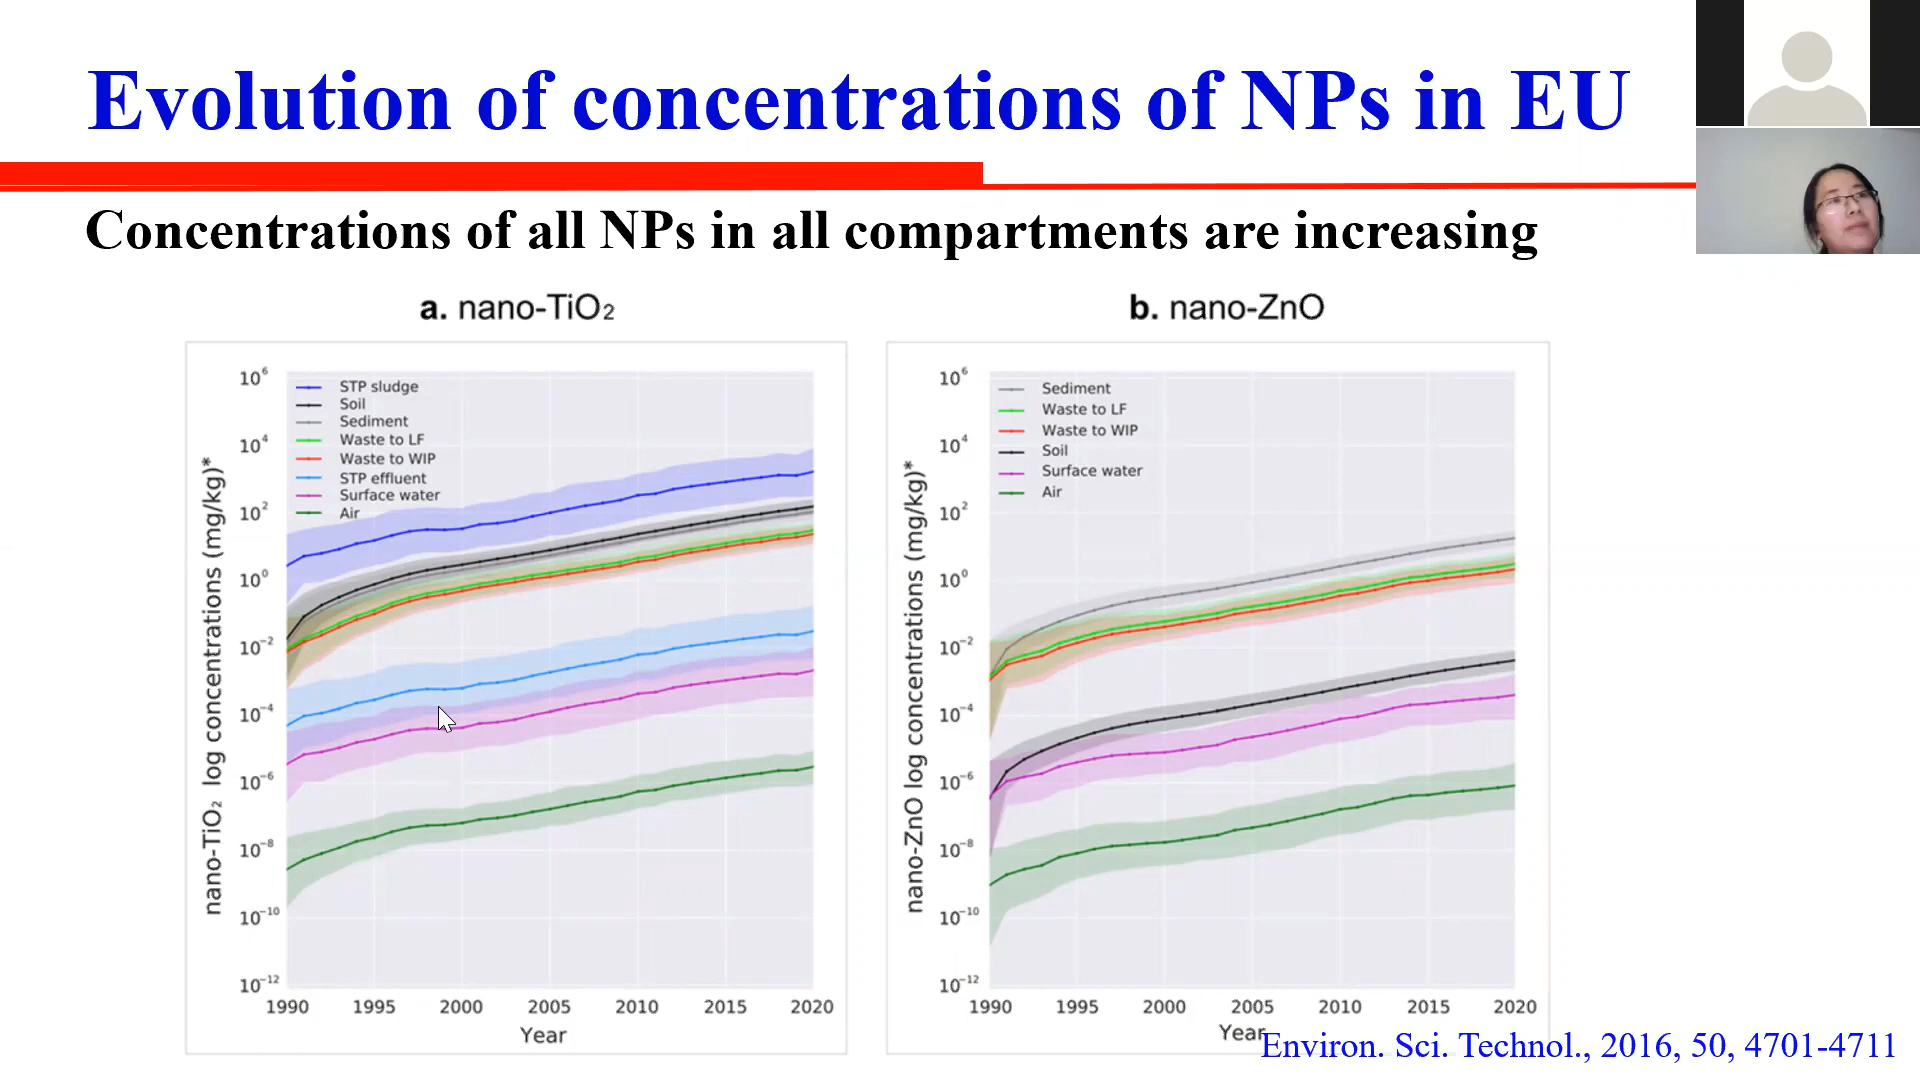 Evolution of concentrations of NPs in EU
Concentrations of all NPs in all compartments are increasing
a. nano-TiO₂
nano-TiO₂ log concentrations (mg/kg)*
10⁶
10⁴
10²
10⁰
10⁻²
10⁻⁴
10⁻⁶
10⁻⁸
10⁻¹⁰
10⁻¹²
STP sludge
Soil
Sediment
Waste to LF
Waste to WIP
STP effluent
Surface water
Air
1990 1995 2000 2005 2010 2015 2020
Year
b. nano-ZnO
nano-ZnO log concentrations (mg/kg)*
10⁶
10⁴
10²
10⁰
10⁻²
10⁻⁴
10⁻⁶
10⁻⁸
10⁻¹⁰
10⁻¹²
Sediment
Waste to LF
Waste to WIP
Soil
Surface water
Air
1990 1995 2000 2005 2010 2015 2020
Year
Environ. Sci. Technol., 2016, 50, 4701-4711